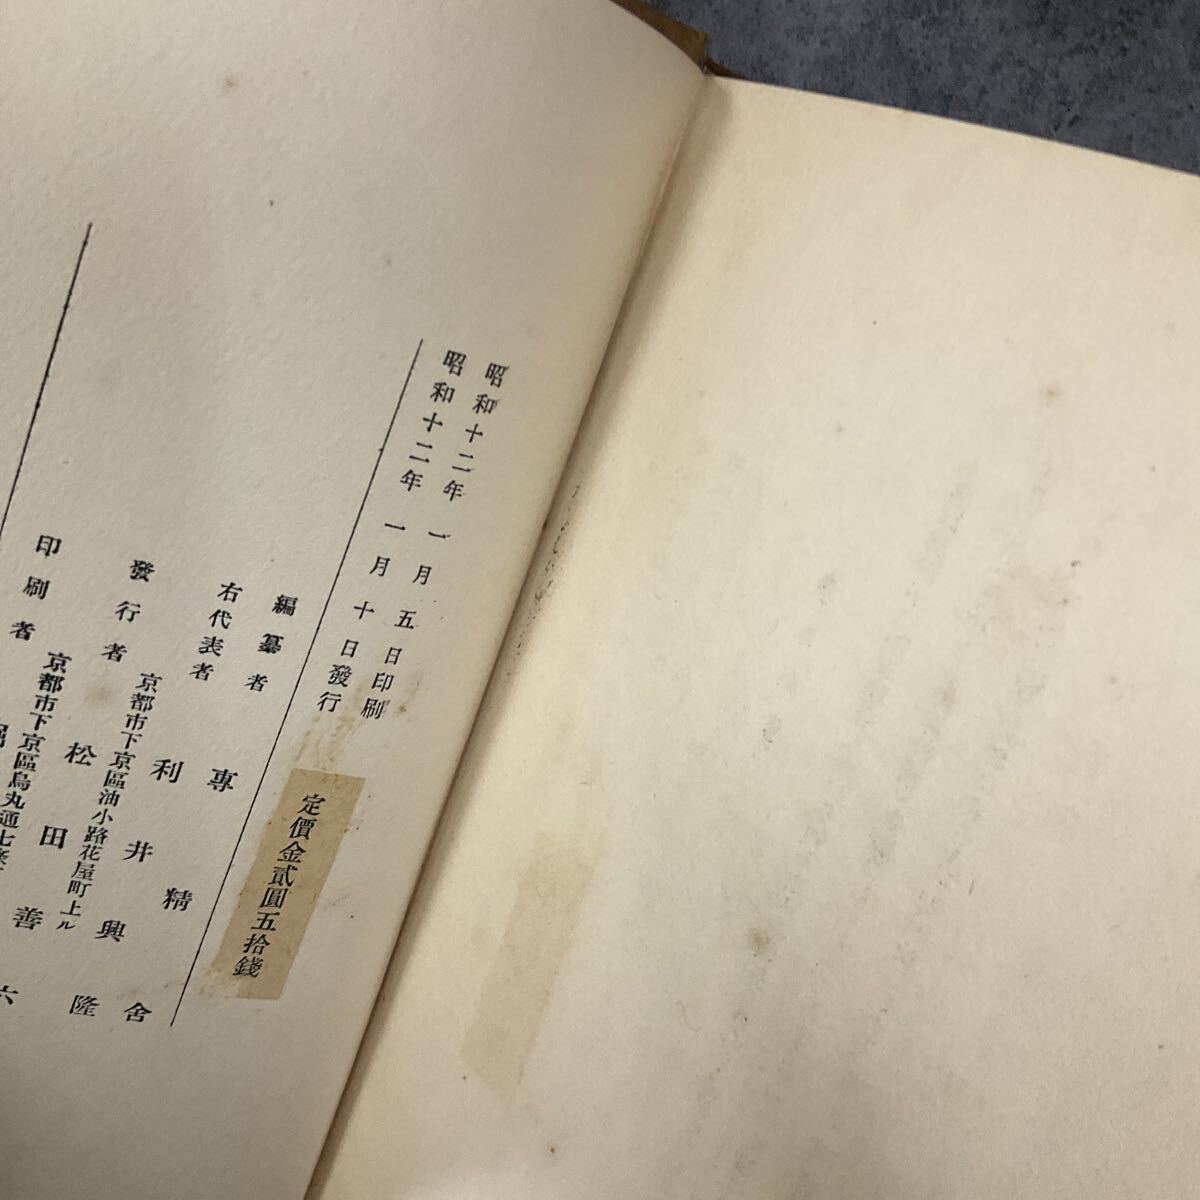 昭和十二年一月五日印刷
昭和十二年一月十日發行
定價金貳圓五拾錢
編纂者 專精舍
右代表者 利井興隆
京都市下京區油小路花屋町上ル
發行者 松田善六
京都市下京區烏丸通七條
印刷者